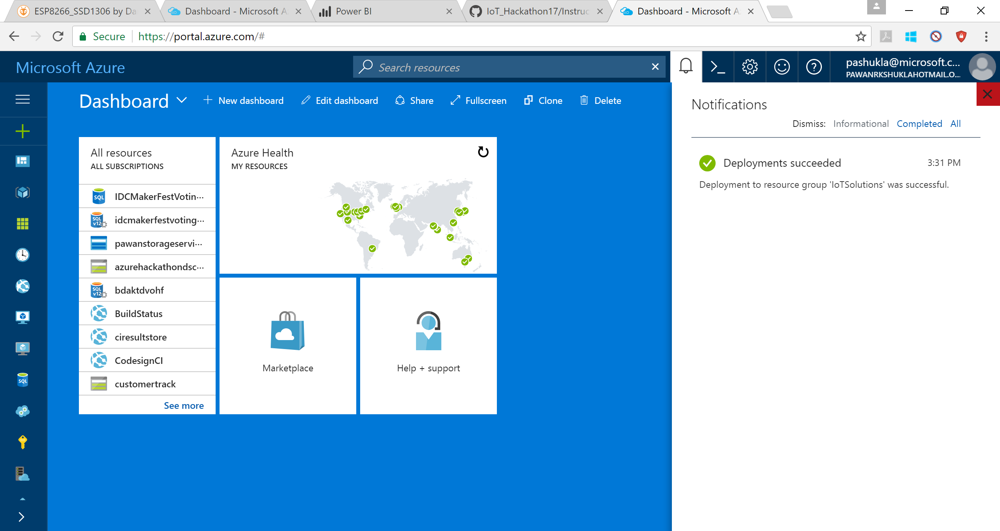 ESP8266_SSD1306 by Da
Dashboard - Microsoft A
Power BI
IoT_Hackathon17/Instruc
Dashboard - Microsoft A
Secure
https://portal.azure.com/#
Microsoft Azure
Search resources
pashukla@microsoft.c...
PAWANRKSHUKLAHOTMAIL.O...
Dashboard
New dashboard
Edit dashboard
Share
Fullscreen
Clone
Delete
All resources
ALL SUBSCRIPTIONS
SQL
IDCMakerFestVotin...
SQL
v12
idcmakerfestvoting...
pawanstorageservi...
azurehackathondsc...
SQL
v12
bdaktdvohf
BuildStatus
ciresultstore
CodesignCI
customertrack
See more
Azure Health
MY RESOURCES
Marketplace
Help + support
SQL
Notifications
Dismiss: Informational Completed All
Deployments succeeded 3:31 PM
Deployment to resource group 'IoTSolutions' was successful.